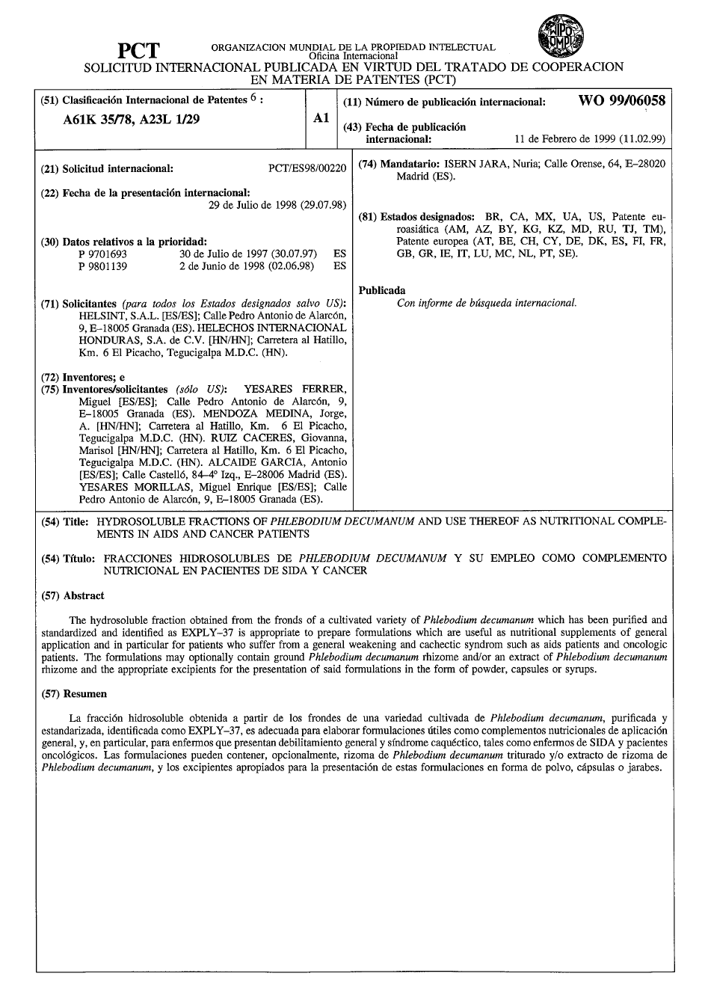 PCT
ORGANIZACION MUNDIAL DE LA PROPIEDAD INTELECTUAL
Oficina Internacional
WIPO
OMPI
SOLICITUD INTERNACIONAL PUBLICADA EN VIRTUD DEL TRATADO DE COOPERACION
EN MATERIA DE PATENTES (PCT)
(51) Clasificación Internacional de Patentes 6 :
A61K 35/78, A23L 1/29
A1
(11) Número de publicación internacional: WO 99/06058
(43) Fecha de publicación
internacional: 11 de Febrero de 1999 (11.02.99)
(21) Solicitud internacional: PCT/ES98/00220
(22) Fecha de la presentación internacional:
29 de Julio de 1998 (29.07.98)
(30) Datos relativos a la prioridad:
P 9701693 30 de Julio de 1997 (30.07.97) ES
P 9801139 2 de Junio de 1998 (02.06.98) ES
(71) Solicitantes (para todos los Estados designados salvo US):
HELSINT, S.A.L. [ES/ES]; Calle Pedro Antonio de Alarcón,
9, E-18005 Granada (ES). HELECHOS INTERNACIONAL
HONDURAS, S.A. de C.V. [HN/HN]; Carretera al Hatillo,
Km. 6 El Picacho, Tegucigalpa M.D.C. (HN).
(72) Inventores; e
(75) Inventores/solicitantes (sólo US): YESARES FERRER,
Miguel [ES/ES]; Calle Pedro Antonio de Alarcón, 9,
E-18005 Granada (ES). MENDOZA MEDINA, Jorge,
A. [HN/HN]; Carretera al Hatillo, Km. 6 El Picacho,
Tegucigalpa M.D.C. (HN). RUIZ CACERES, Giovanna,
Marisol [HN/HN]; Carretera al Hatillo, Km. 6 El Picacho,
Tegucigalpa M.D.C. (HN). ALCAIDE GARCIA, Antonio
[ES/ES]; Calle Castelló, 84-4º Izq., E-28006 Madrid (ES).
YESARES MORILLAS, Miguel Enrique [ES/ES]; Calle
Pedro Antonio de Alarcón, 9, E-18005 Granada (ES).
(74) Mandatario: ISERN JARA, Nuria; Calle Orense, 64, E-28020
Madrid (ES).
(81) Estados designados: BR, CA, MX, UA, US, Patente eu-
roasiática (AM, AZ, BY, KG, KZ, MD, RU, TJ, TM),
Patente europea (AT, BE, CH, CY, DE, DK, ES, FI, FR,
GB, GR, IE, IT, LU, MC, NL, PT, SE).
Publicada
Con informe de búsqueda internacional.
(54) Title: HYDROSOLUBLE FRACTIONS OF PHLEBODIUM DECUMANUM AND USE THEREOF AS NUTRITIONAL COMPLE-
MENTS IN AIDS AND CANCER PATIENTS
(54) Título: FRACCIONES HIDROSOLUBLES DE PHLEBODIUM DECUMANUM Y SU EMPLEO COMO COMPLEMENTO
NUTRICIONAL EN PACIENTES DE SIDA Y CANCER
(57) Abstract
The hydrosoluble fraction obtained from the fronds of a cultivated variety of Phlebodium decumanum which has been purified and
standardized and identified as EXPLY-37 is appropriate to prepare formulations which are useful as nutritional supplements of general
application and in particular for patients who suffer from a general weakening and cachectic syndrom such as aids patients and oncologic
patients. The formulations may optionally contain ground Phlebodium decumanum rhizome and/or an extract of Phlebodium decumanum
rhizome and the appropriate excipients for the presentation of said formulations in the form of powder, capsules or syrups.
(57) Resumen
La fracción hidrosoluble obtenida a partir de los frondes de una variedad cultivada de Phlebodium decumanum, purificada y
estandarizada, identificada como EXPLY-37, es adecuada para elaborar formulaciones útiles como complementos nutricionales de aplicación
general, y, en particular, para enfermos que presentan debilitamiento general y síndrome caquéctico, tales como enfermos de SIDA y pacientes
oncológicos. Las formulaciones pueden contener, opcionalmente, rizoma de Phlebodium decumanum triturado y/o extracto de rizoma de
Phlebodium decumanum, y los excipientes apropiados para la presentación de estas formulaciones en forma de polvo, cápsulas o jarabes.